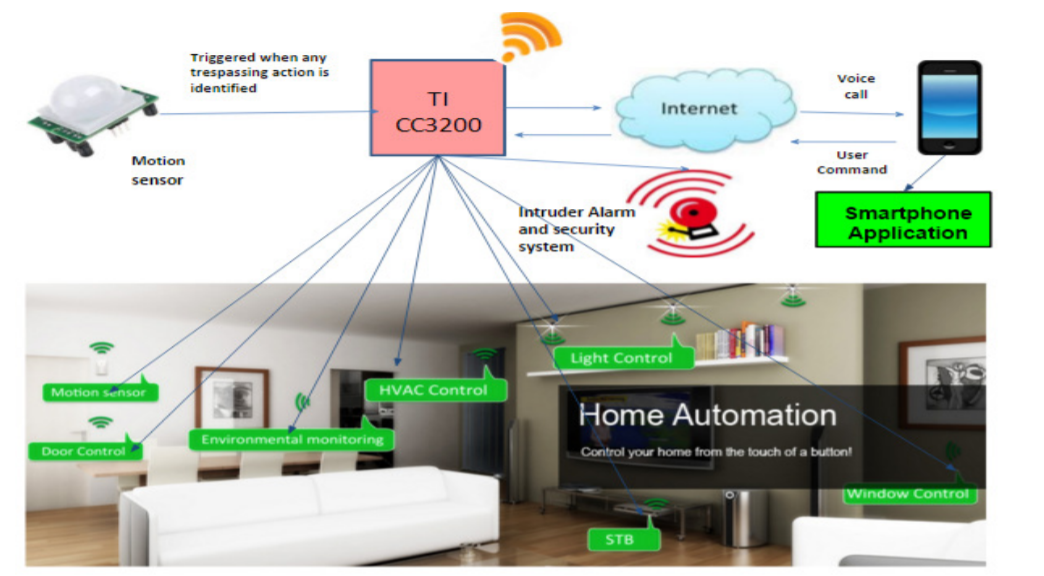 Triggered when any
trespassing action is
identified
TI
CC3200
Internet
Voice
call
User
Command
Motion
sensor
Smartphone
Application
Intruder Alarm
and security
system
Light Control
HVAC Control
Motion sensor
Home Automation
Environmental monitoring
Door Control
Control your home from the touch of a button!
Window Control
STB